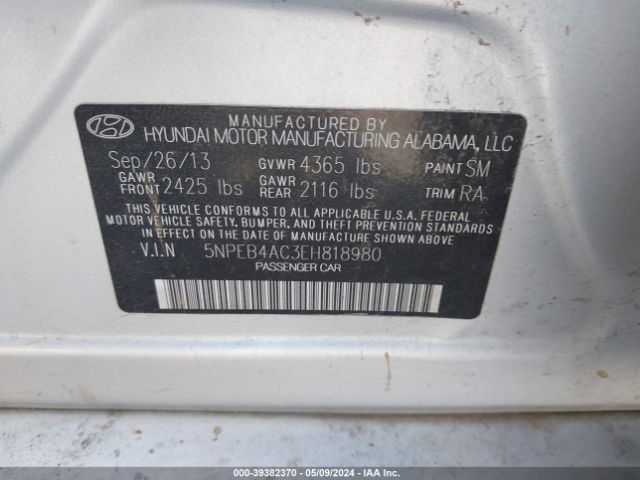 MANUFACTURED BY
HYUNDAI MOTOR MANUFACTURING ALABAMA, LLC
Sep/26/13 GVWR 4365 lbs PAINT SM
GAWR FRONT 2425 lbs GAWR REAR 2116 lbs TRIM RA
THIS VEHICLE CONFORMS TO ALL APPLICABLE U.S.A. FEDERAL
MOTOR VEHICLE SAFETY, BUMPER, AND THEFT PREVENTION STANDARDS
IN EFFECT ON THE DATE OF MANUFACTURE SHOWN ABOVE.
V.I.N 5NPEB4AC3EH818980
PASSENGER CAR
000-39382370 - 05/09/2024 - IAA Inc.